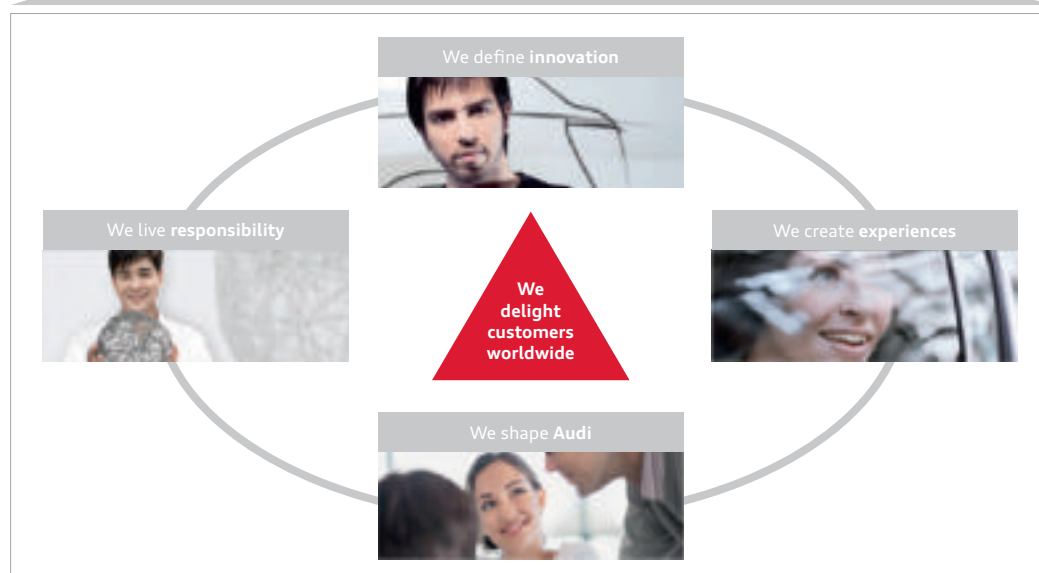 We define innovation
We live responsibility
We create experiences
We
delight
customers
worldwide
We shape Audi